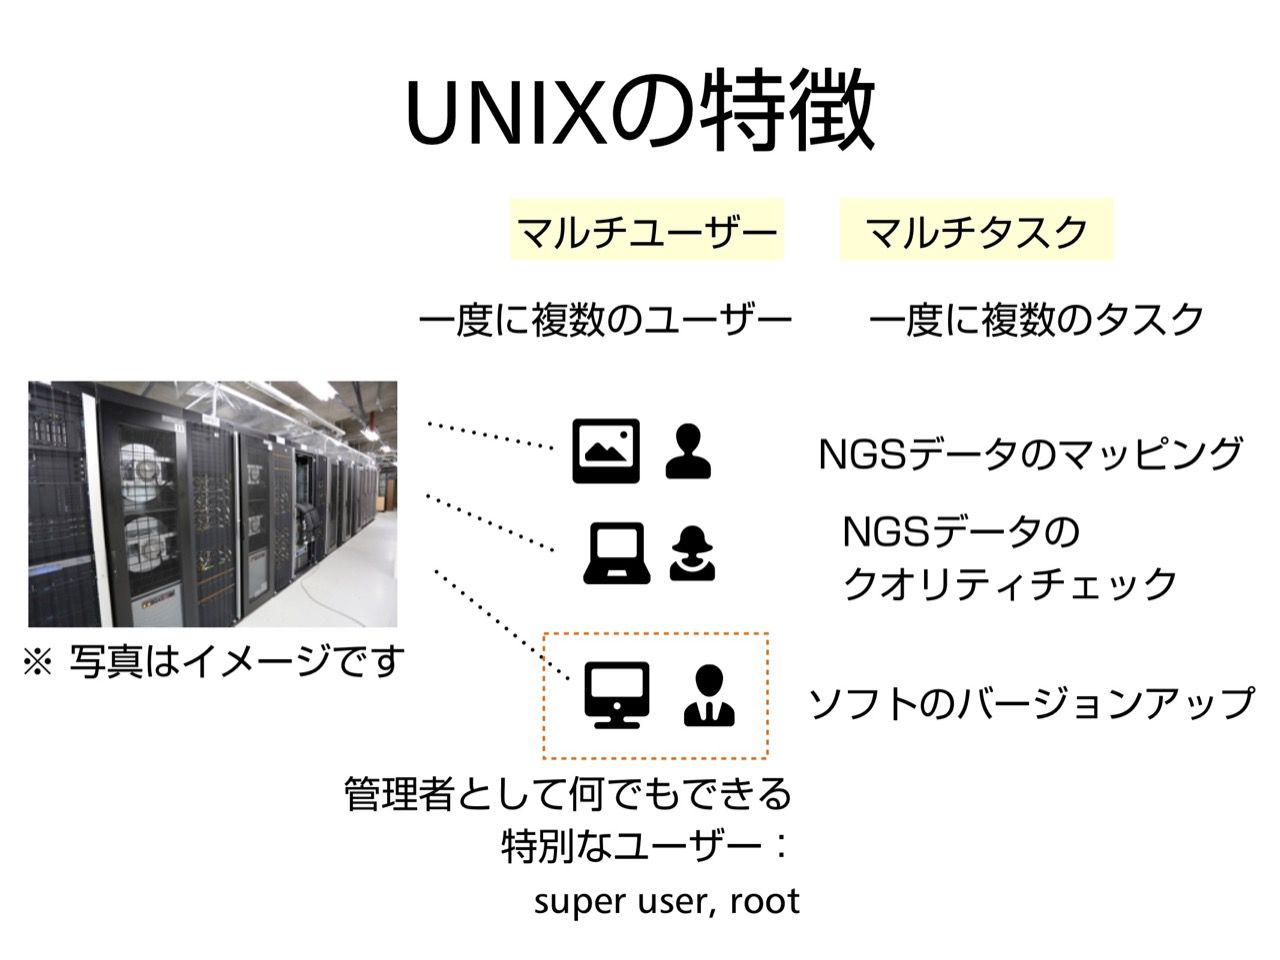 UNIXの特徴
マルチユーザー
マルチタスク
一度に複数のユーザー
一度に複数のタスク
NGSデータのマッピング
NGSデータの
クオリティチェック
※ 写真はイメージです
ソフトのバージョンアップ
管理者として何でもできる
特別なユーザー：
super user, root